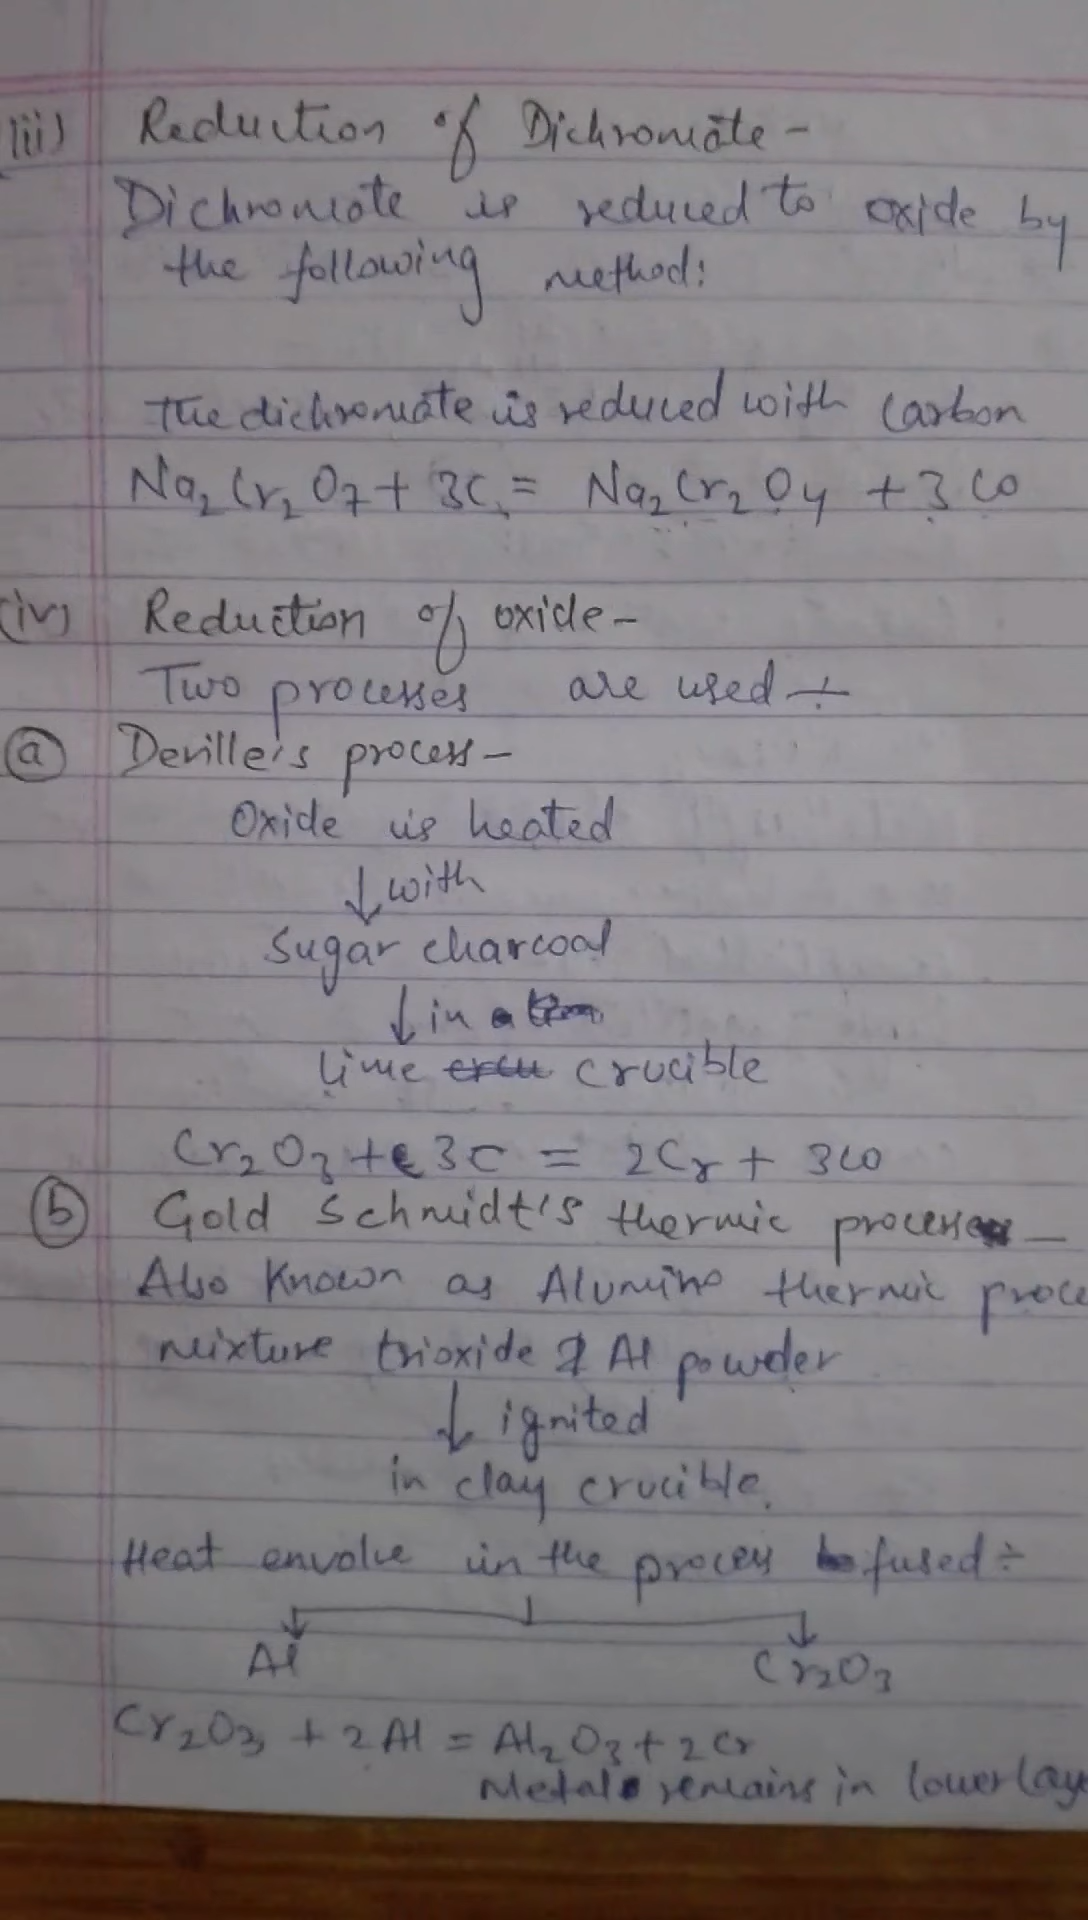 (iii) Reduction of Dichromate -
Dichromate is reduced to oxide by
the following method:
The dichromate is reduced with carbon
Na2Cr2O7 + 3C = Na2Cr2O4 + 3CO
(iv) Reduction of oxide -
Two processes are used ÷
(a) Deville's process -
Oxide is heated
↓ with
Sugar charcoal
↓ in a
lime crucible
Cr2O3 + 3C = 2Cr + 3CO
(b) Gold Schmidt's thermic process -
Also Known as Alumino thermic proce
mixture trioxide & Al powder
↓ ignited
in clay crucible.
Heat envolve in the process fused ÷
Al Cr2O3
Cr2O3 + 2Al = Al2O3 + 2Cr
Metal remains in lower lay